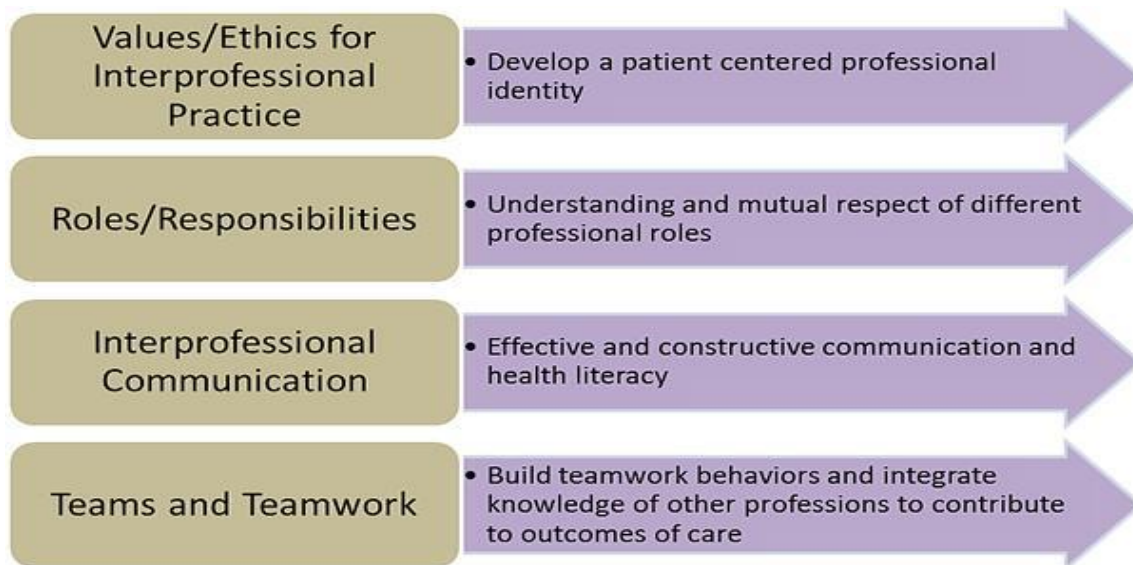 Values/Ethics for
Interprofessional
Practice
• Develop a patient centered professional
identity
Roles/Responsibilities
• Understanding and mutual respect of different
professional roles
Interprofessional
Communication
• Effective and constructive communication and
health literacy
Teams and Teamwork
• Build teamwork behaviors and integrate
knowledge of other professions to contribute
to outcomes of care